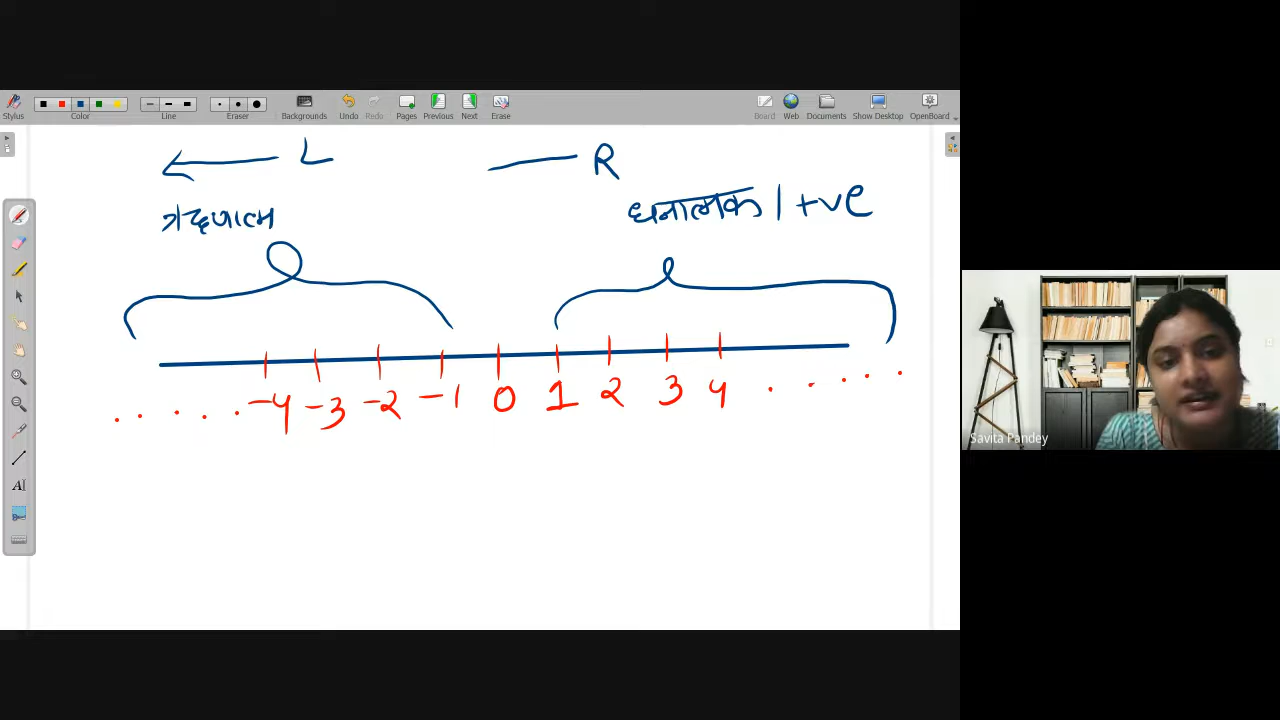 Stylus Color Line Eraser Backgrounds Undo Redo Pages Previous Next Erase Board Web Documents Show Desktop OpenBoard
L R
धनात्मक / +ve
..... -4 -3 -2 -1 0 1 2 3 4 .....
Savita Pandey